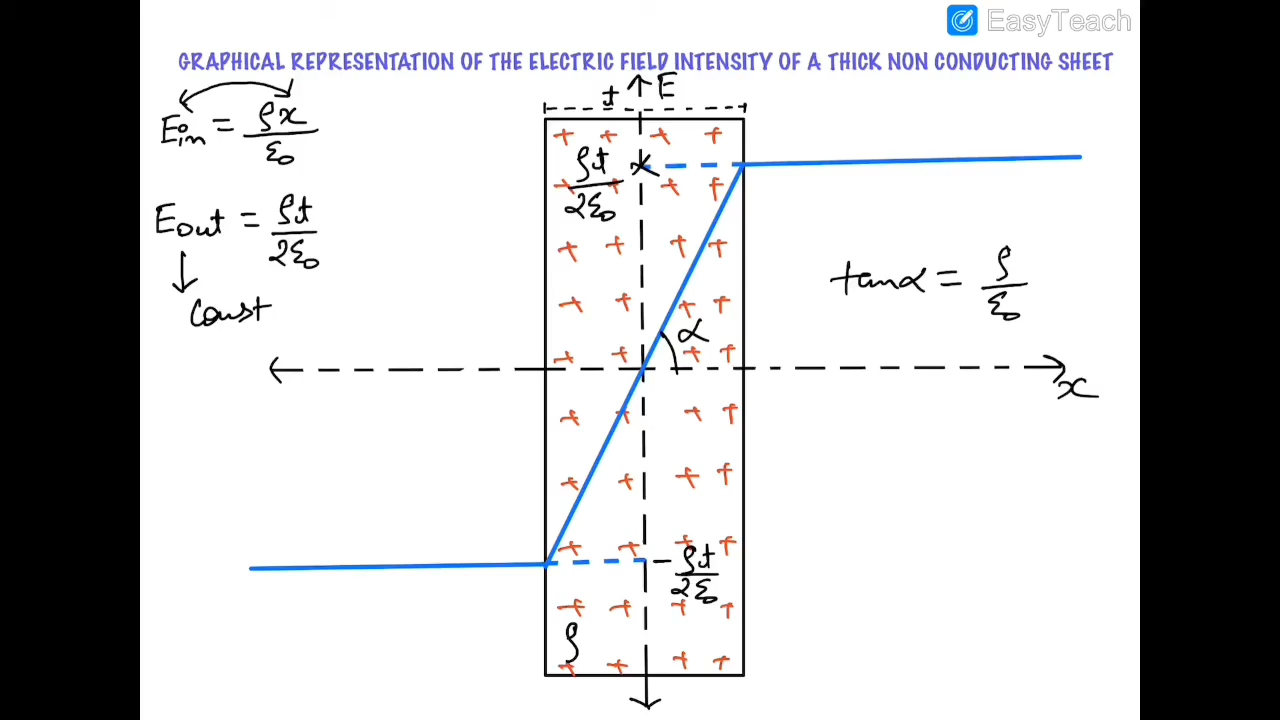 EasyTeach
GRAPHICAL REPRESENTATION OF THE ELECTRIC FIELD INTENSITY OF A THICK NON CONDUCTING SHEET
t
E
Ein = ρx/ε0
ρt/2ε0
Eout = ρt/2ε0
const
tanα = ρ/ε0
α
x
-ρt/2ε0
ρ